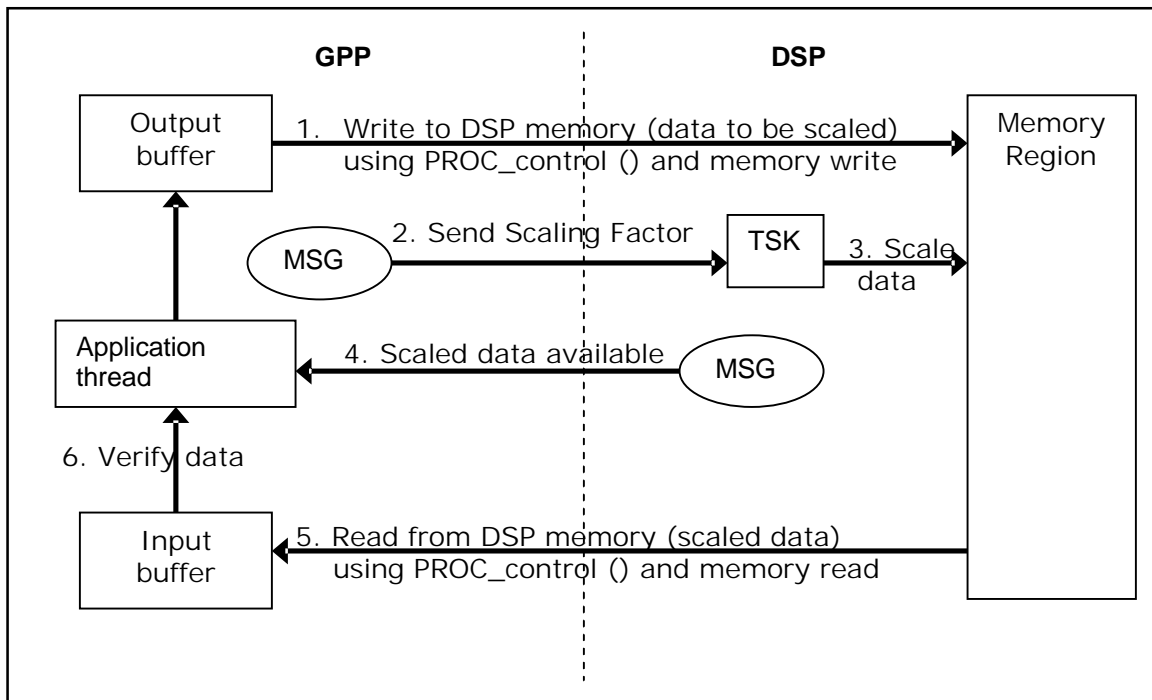 GPP
DSP
Output
buffer
1. Write to DSP memory (data to be scaled)
using PROC_control () and memory write
Memory
Region
MSG
2. Send Scaling Factor
TSK
3. Scale
data
Application
thread
4. Scaled data available
MSG
6. Verify data
Input
buffer
5. Read from DSP memory (scaled data)
using PROC_control () and memory read